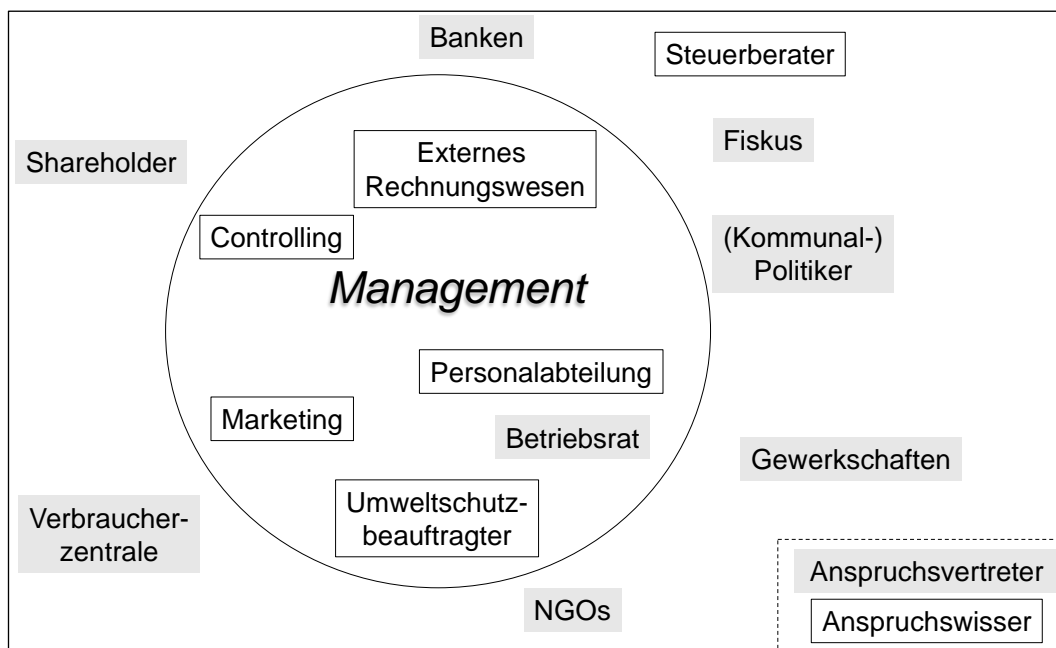 Banken
Steuerberater
Fiskus
Shareholder
Externes
Rechnungswesen
Controlling
(Kommunal-)
Politiker
Management
Personalabteilung
Marketing
Betriebsrat
Gewerkschaften
Umweltschutz-
beauftragter
Verbraucher-
zentrale
NGOs
Anspruchsvertreter
Anspruchswisser